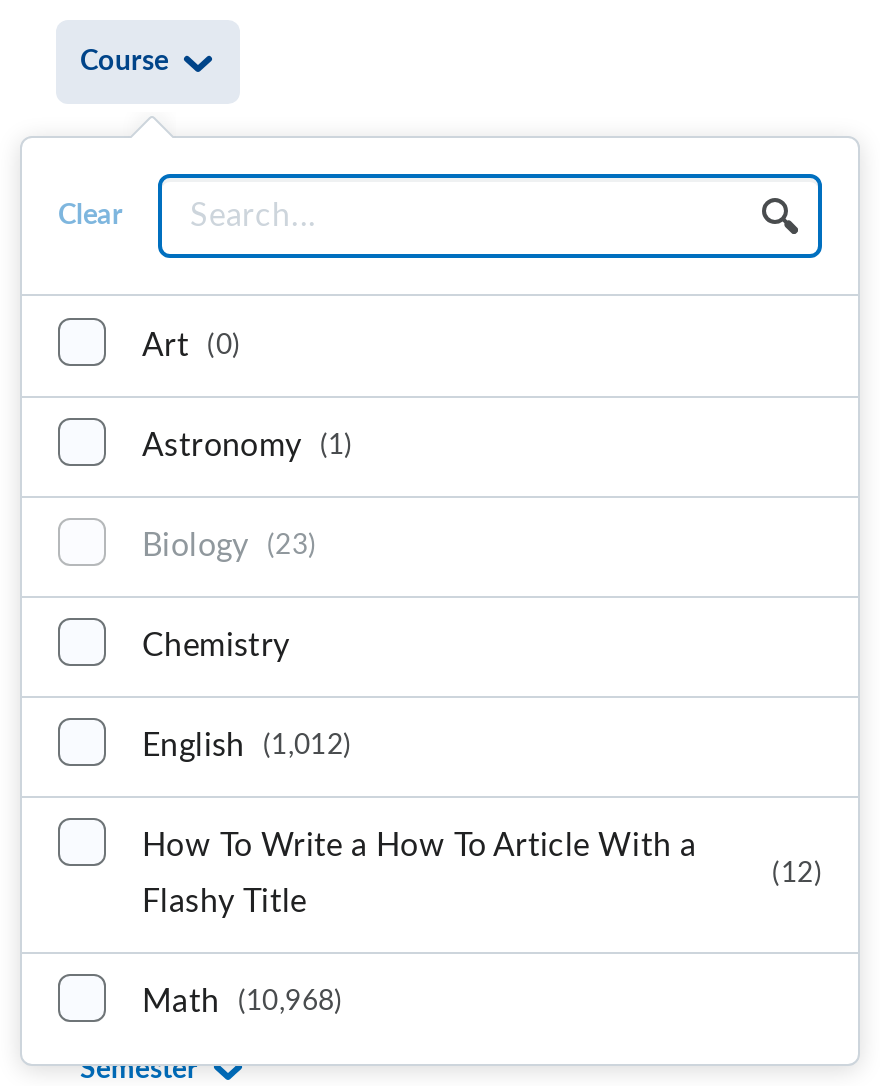 Course
Clear
Search...
Art (0)
Astronomy (1)
Biology (23)
Chemistry
English (1,012)
How To Write a How To Article With a
Flashy Title
(12)
Math (10,968)
Semester